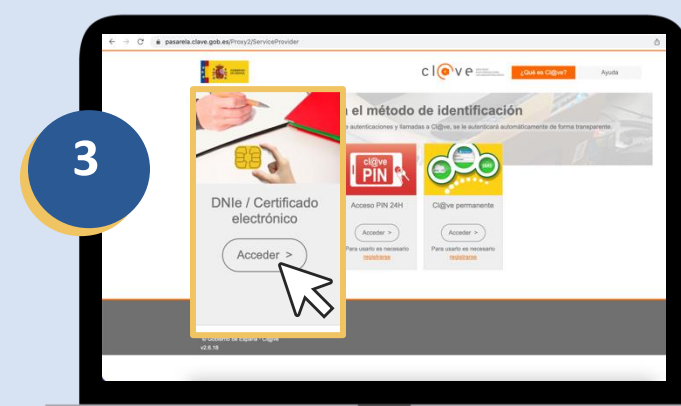 pasarela.clave.gob.es/Proxy2/ServiceProvider
cl@ve
¿Qué es Cl@ve?
Ayuda
el método de identificación
autenticaciones y llamadas a Cl@ve, se le autenticará automáticamente de forma transparente.
3
DNIe / Certificado
electrónico
Acceder >
cl@ve
PIN
Acceso PIN 24H
Acceder >
Para usarlo es necesario
registrarse
Cl@ve permanente
Acceder >
Para usarlo es necesario
registrarse
© Gobierno de España - Cl@ve